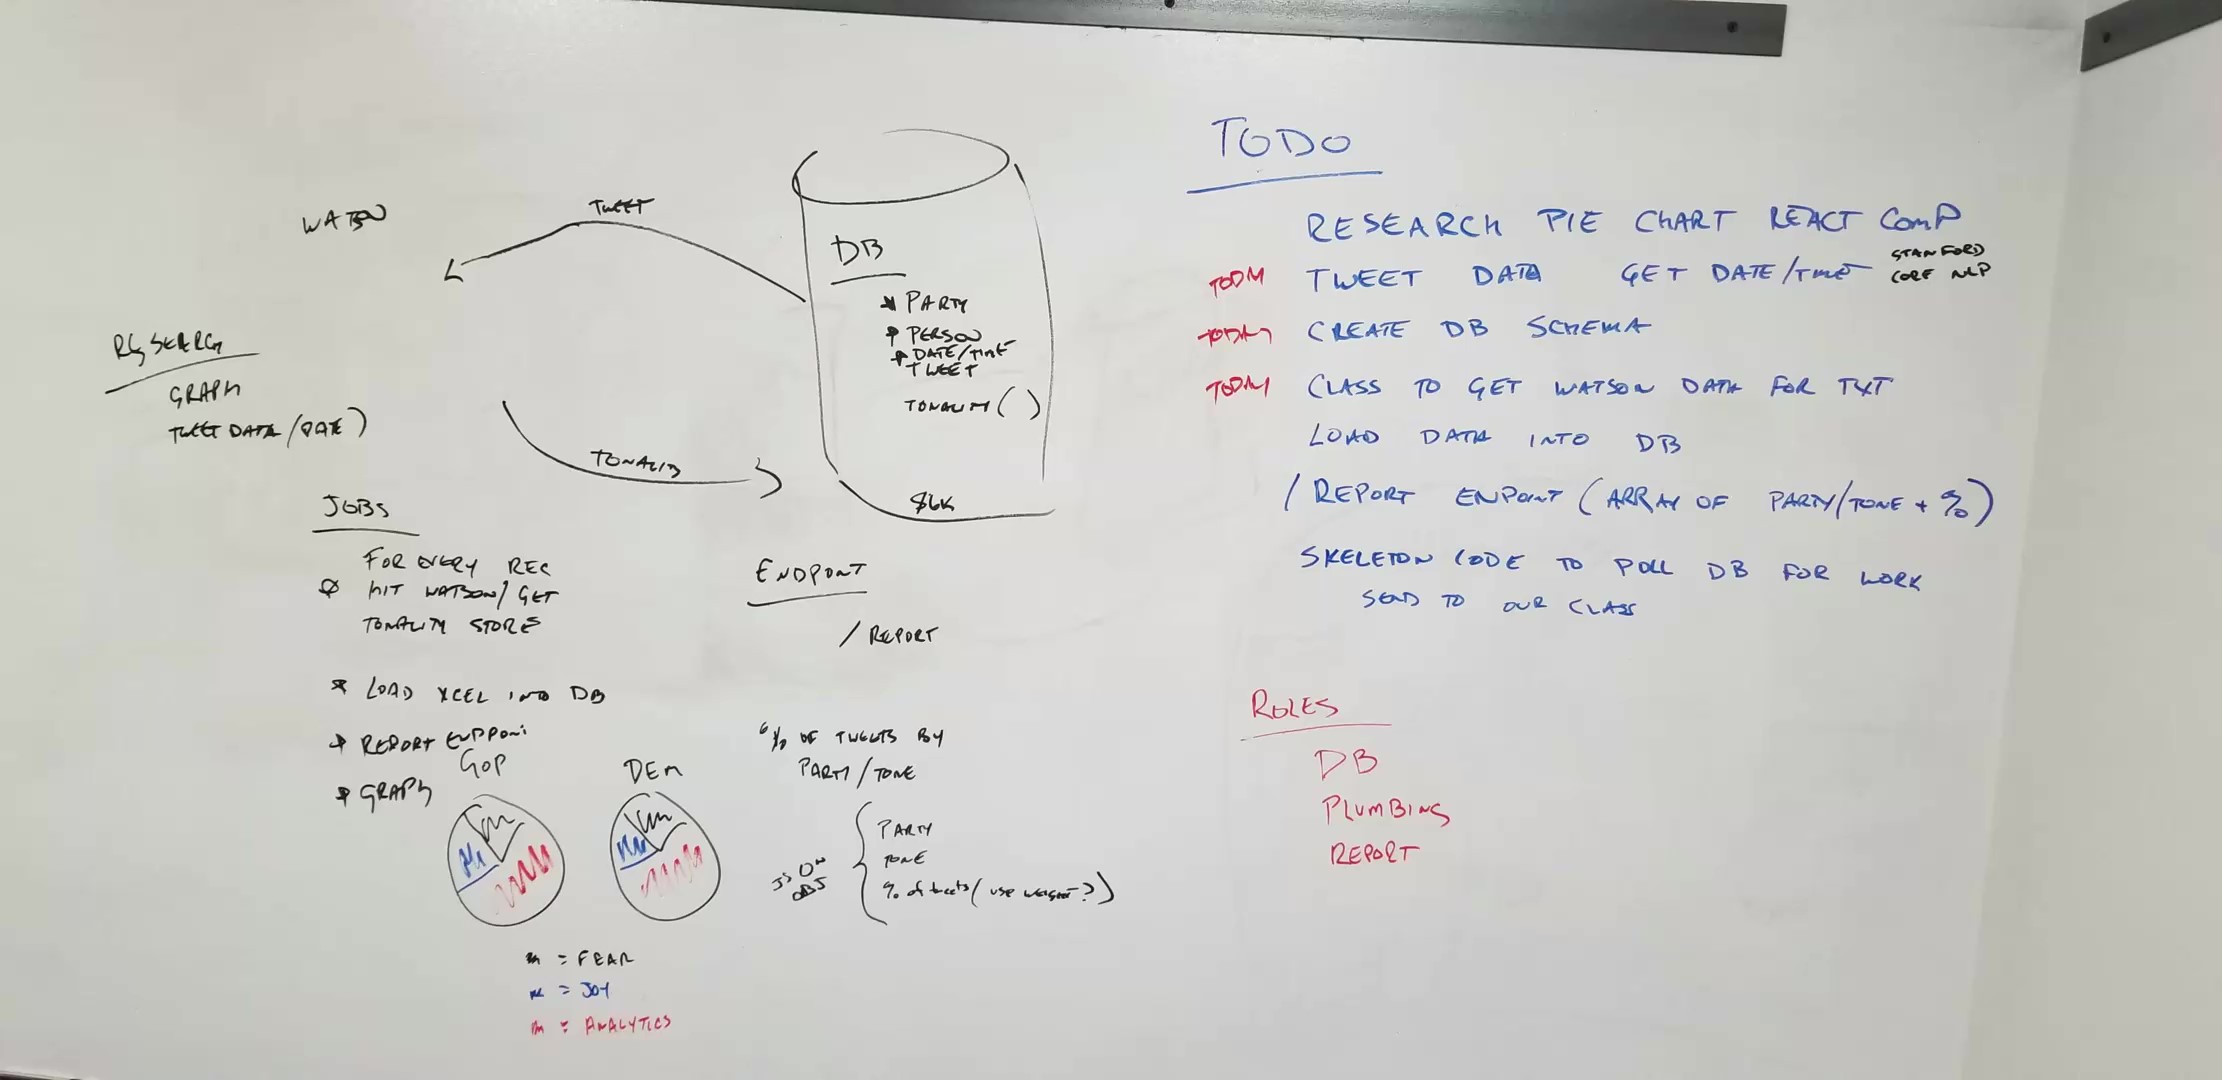 WATSON
TWEET
DB
* PARTY
* PERSON
* DATE/TIME
TWEET
TONALITY ( )
86K
TONALITY
RESEARCH
GRAPH
TWEET DATA (DATE)
JOBS
FOR EVERY REC
HIT WATSON/GET
TONALITY STORE
* LOAD XCEL INTO DB
* REPORT ENDPOINT
* GRAPH
GOP
DEM
= FEAR
= JOY
= ANALYTICS
ENDPOINT
/ REPORT
% OF TWEETS BY
PARTY / TONE
JSON
OBJ
PARTY
TONE
% of tweets (USE WEIGHT?)
TODO
RESEARCH PIE CHART REACT COMP
TODAY TWEET DATA GET DATE/TIME STANFORD
CORE NLP
TODAY CREATE DB SCHEMA
TODAY CLASS TO GET WATSON DATA FOR TXT
LOAD DATA INTO DB
/ REPORT ENPOINT (ARRAY OF PARTY/TONE + %)
SKELETON CODE TO POLL DB FOR WORK
SEND TO OUR CLASS
ROLES
DB
PLUMBING
REPORT